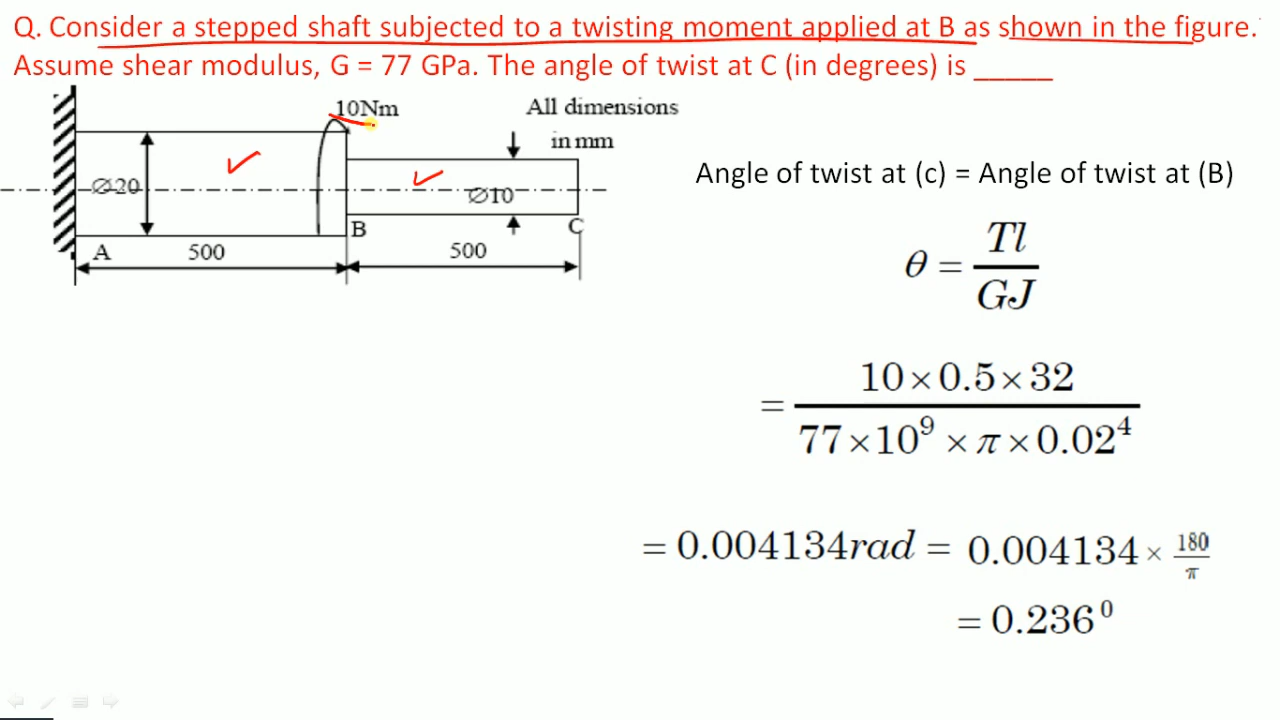 Q. Consider a stepped shaft subjected to a twisting moment applied at B as shown in the figure.
Assume shear modulus, G = 77 GPa. The angle of twist at C (in degrees) is _____
10Nm
All dimensions
in mm
∅20
∅10
A
B
C
500
500
Angle of twist at (c) = Angle of twist at (B)
θ = Tl / GJ
= 10×0.5×32 / 77×10⁹ × π × 0.02⁴
= 0.004134rad = 0.004134 × 180/π
= 0.236⁰